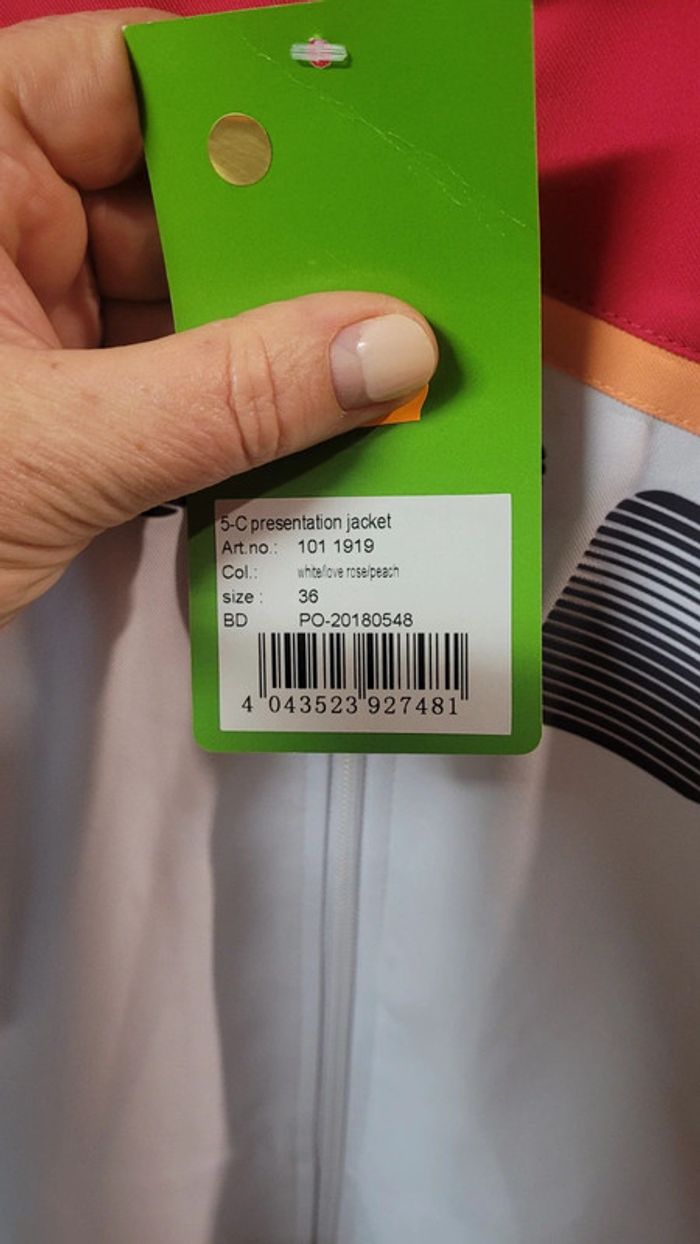 5-C presentation jacket
Art.no.: 101 1919
Col.: white/love rose/peach
size : 36
BD PO-20180548
4 043523 927481